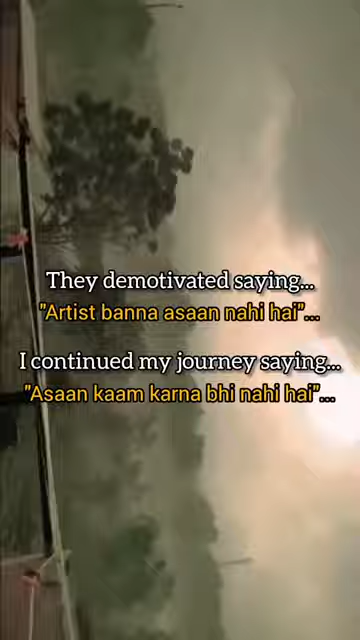 They demotivated saying...
"Artist banna asaan nahi hai"...
I continued my journey saying...
"Asaan kaam karna bhi nahi hai"...